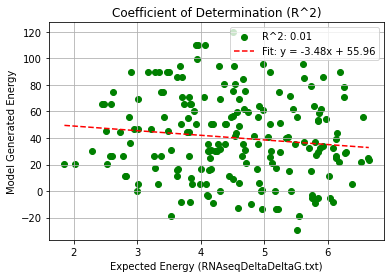 Coefficient of Determination (R^2)
R^2: 0.01
Fit: y = -3.48x + 55.96
Model Generated Energy
120
100
80
60
40
20
0
−20
2 3 4 5 6
Expected Energy (RNAseqDeltaDeltaG.txt)